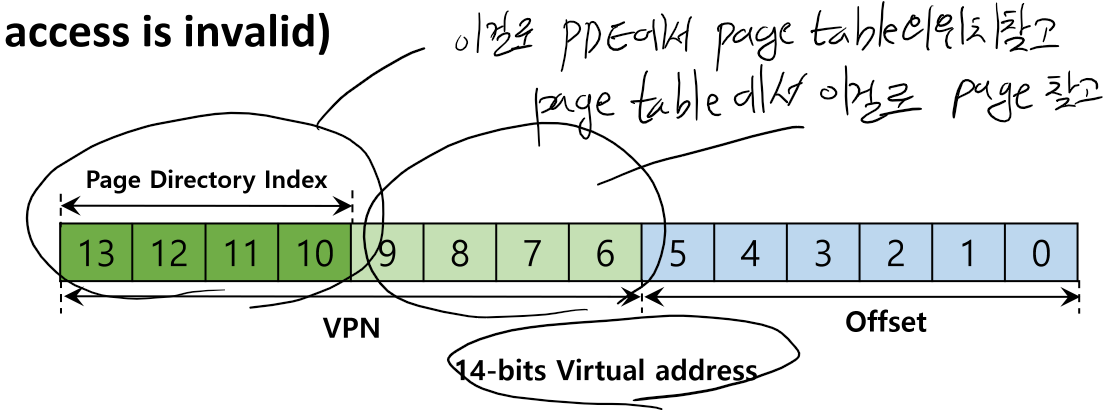 access is invalid)
이걸로 PDE에서 page table의위치찾고
page table에서 이걸로 page 찾고
Page Directory Index
13 12 11 10 9 8 7 6 5 4 3 2 1 0
VPN
Offset
14-bits Virtual address